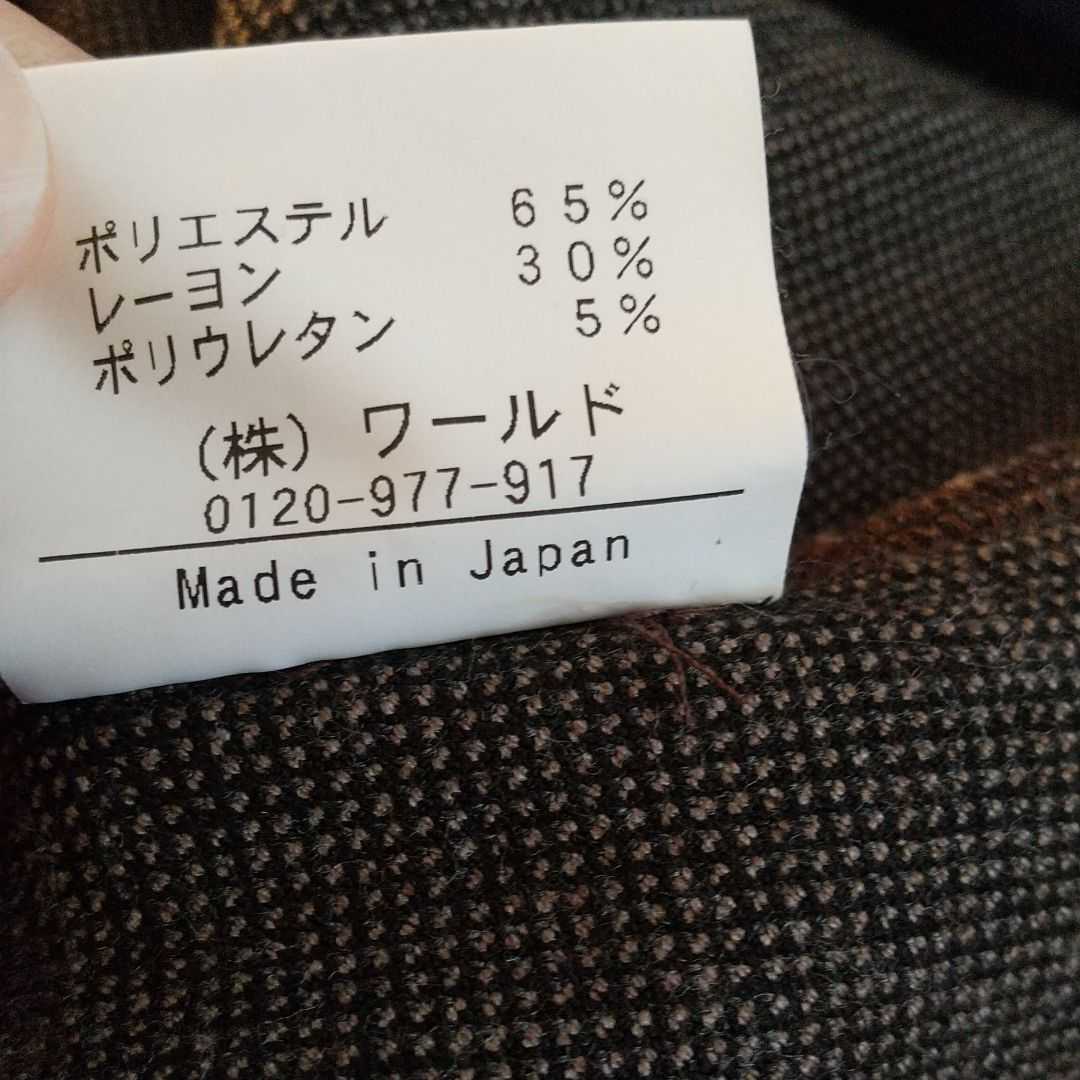 ポリエステル 65%
レーヨン 30%
ポリウレタン 5%
(株) ワールド
0120-977-917
Made in Japan